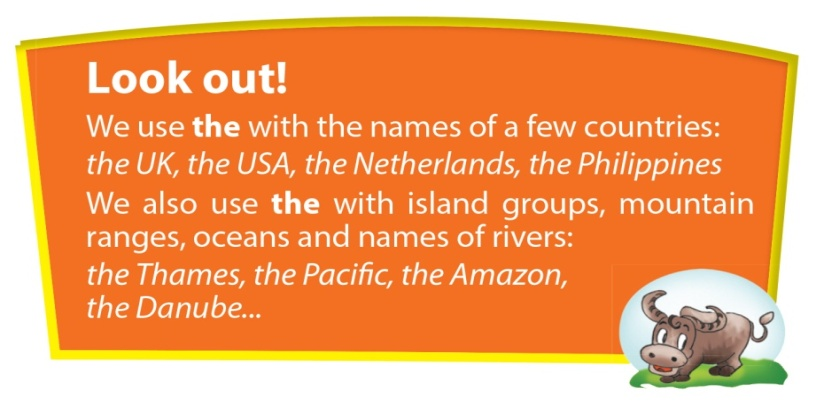 Look out!
We use the with the names of a few countries:
the UK, the USA, the Netherlands, the Philippines
We also use the with island groups, mountain
ranges, oceans and names of rivers:
the Thames, the Pacific, the Amazon,
the Danube...